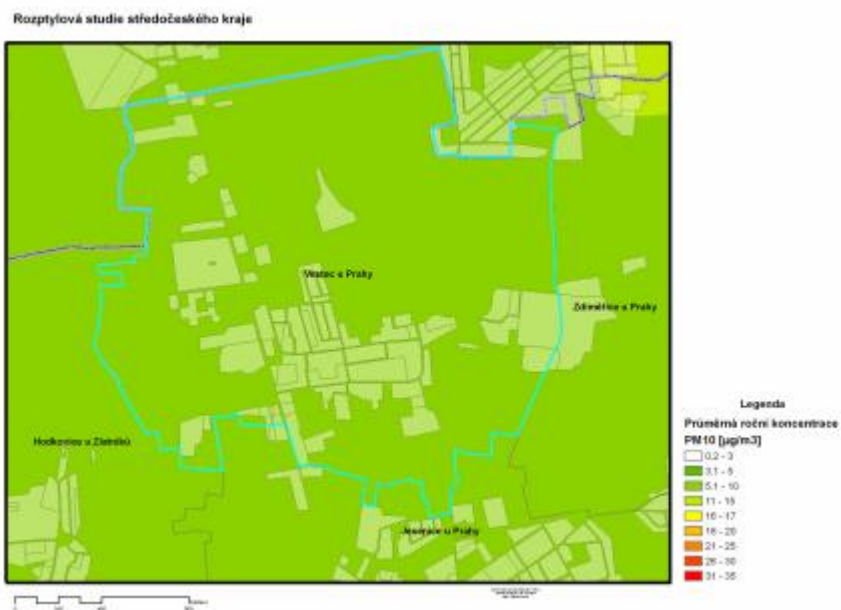 Rozptylová studie středočeského kraje
Vestec u Prahy
Zdiměřice u Prahy
Hodkovice u Zlatníků
Jesenice u Prahy
Legenda
Průměrná roční koncentrace
PM10 [µg/m3]
0,2 - 3
3,1 - 5
5,1 - 10
11 - 15
16 - 17
18 - 20
21 - 25
26 - 30
31 - 35